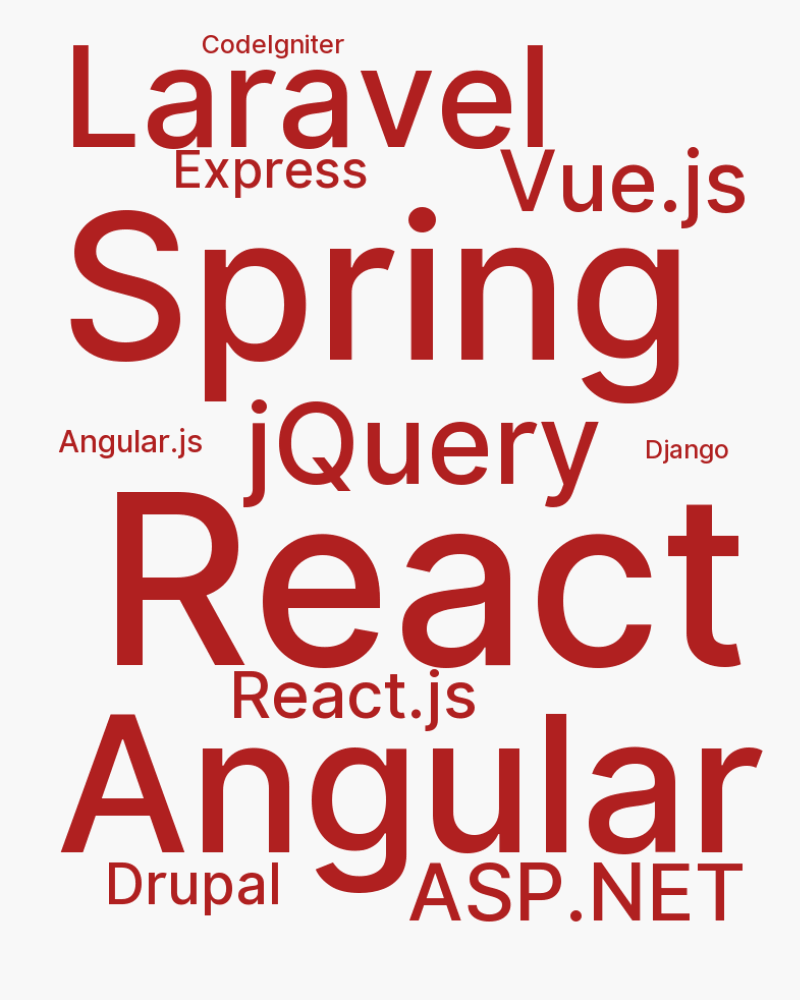 CodeIgniter
Laravel
Express
Vue.js
Spring
jQuery
Angular.js
Django
React
React.js
Angular
Drupal
ASP.NET